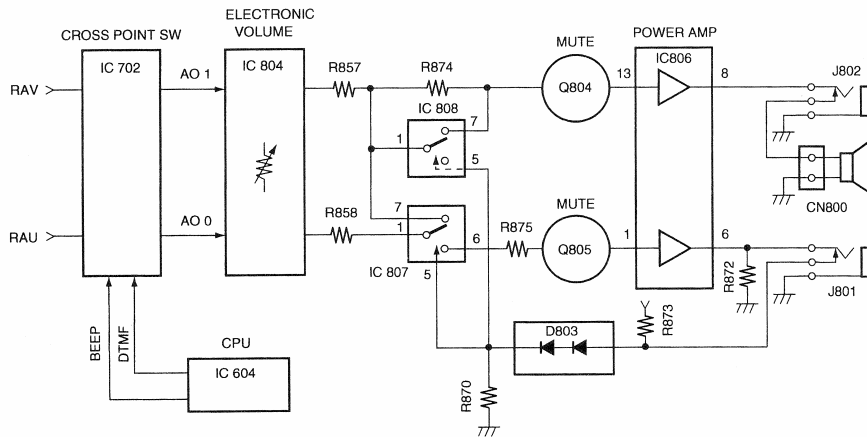 CROSS POINT SW
IC 702
ELECTRONIC
VOLUME
IC 804
RAV
RAU
AO 1
AO 0
R857
R874
IC 808
7
1
5
R858
7
1
6
IC 807
5
R875
MUTE
Q804
MUTE
Q805
POWER AMP
IC806
13
8
1
6
J802
CN800
R872
J801
D803
R873
R870
BEEP
DTMF
CPU
IC 604